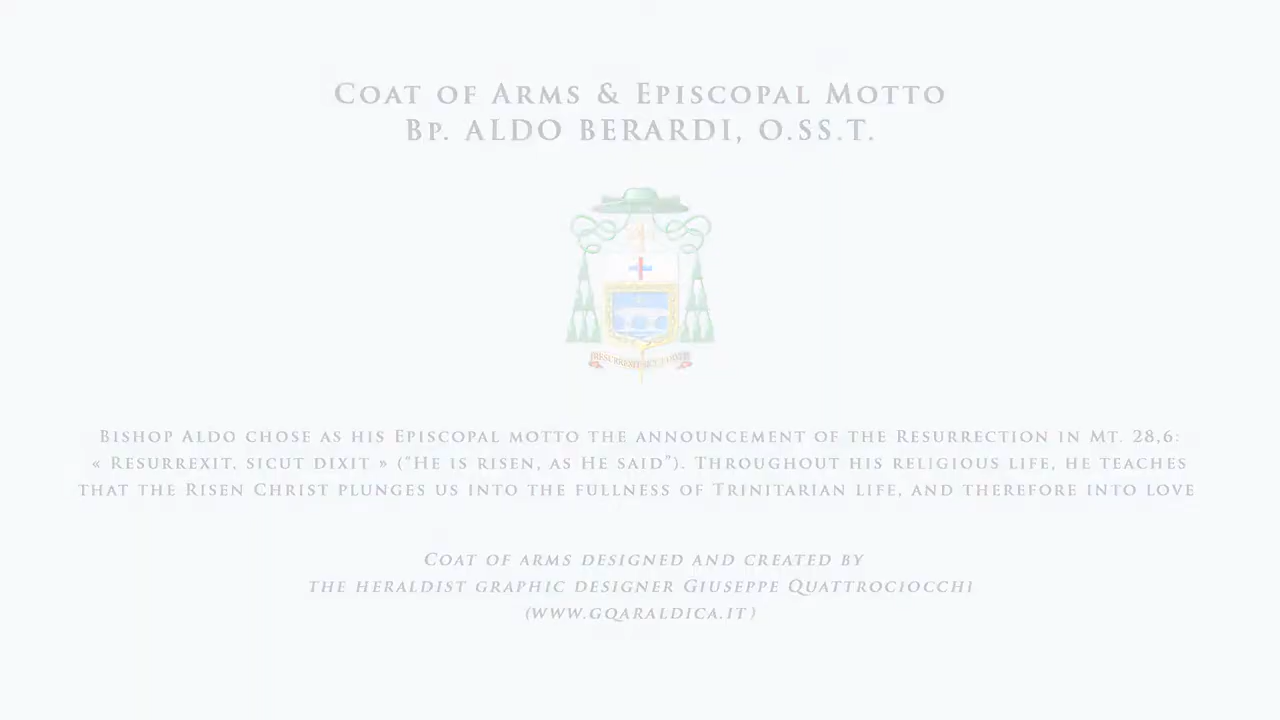 Coat of Arms & Episcopal Motto
Bp. ALDO BERARDI, O.SS.T.
RESURREXIT SICUT DIXIT
Bishop Aldo chose as his Episcopal motto the announcement of the Resurrection in Mt. 28,6:
« Resurrexit, sicut dixit » (“He is risen, as He said”). Throughout his religious life, he teaches
that the Risen Christ plunges us into the fullness of Trinitarian life, and therefore into love
Coat of arms designed and created by
the heraldist graphic designer Giuseppe Quattrociocchi
(www.gqaraldica.it)